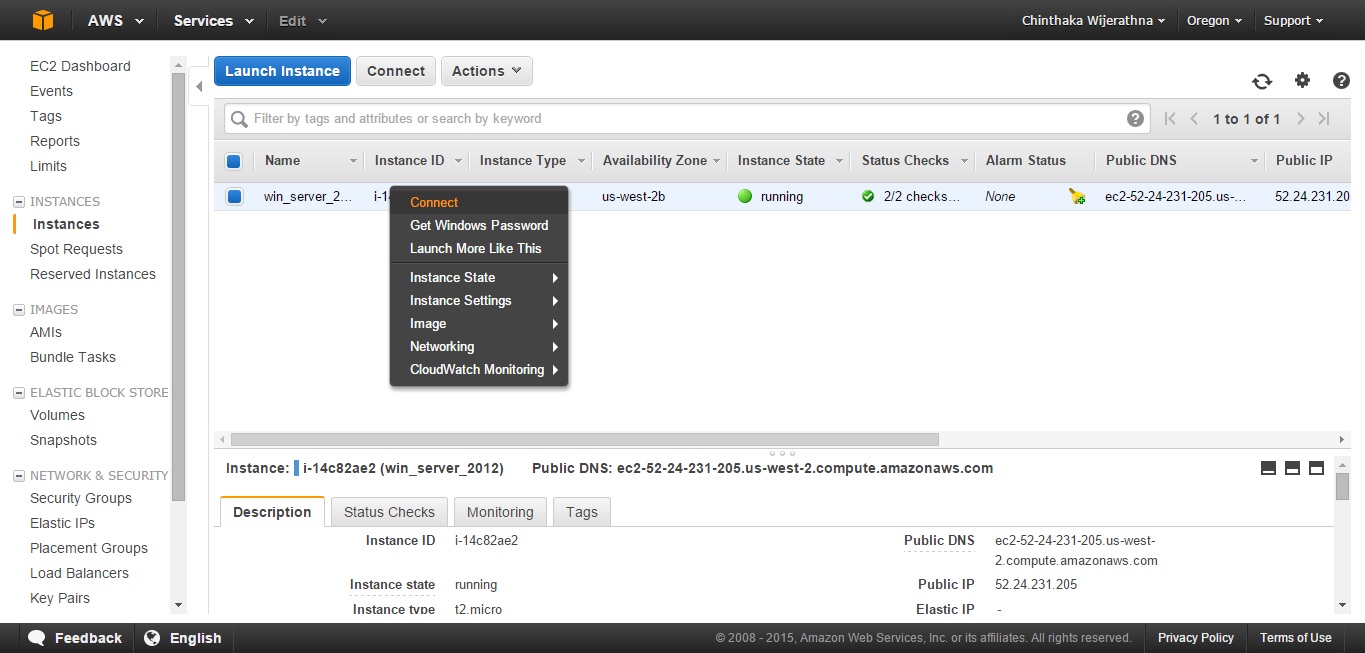 AWS Services Edit Chinthaka Wijerathna Oregon Support
EC2 Dashboard
Events
Tags
Reports
Limits
INSTANCES
Instances
Spot Requests
Reserved Instances
IMAGES
AMIs
Bundle Tasks
ELASTIC BLOCK STORE
Volumes
Snapshots
NETWORK & SECURITY
Security Groups
Elastic IPs
Placement Groups
Load Balancers
Key Pairs
Launch Instance Connect Actions
Filter by tags and attributes or search by keyword
1 to 1 of 1
Name Instance ID Instance Type Availability Zone Instance State Status Checks Alarm Status Public DNS Public IP
win_server_2... i-14 us-west-2b running 2/2 checks... None ec2-52-24-231-205.us-... 52.24.231.20
Connect
Get Windows Password
Launch More Like This
Instance State
Instance Settings
Image
Networking
CloudWatch Monitoring
Instance: i-14c82ae2 (win_server_2012) Public DNS: ec2-52-24-231-205.us-west-2.compute.amazonaws.com
Description Status Checks Monitoring Tags
Instance ID i-14c82ae2 Public DNS ec2-52-24-231-205.us-west-
2.compute.amazonaws.com
Instance state running Public IP 52.24.231.205
Instance type t2.micro Elastic IP -
Feedback English © 2008 - 2015, Amazon Web Services, Inc. or its affiliates. All rights reserved. Privacy Policy Terms of Use